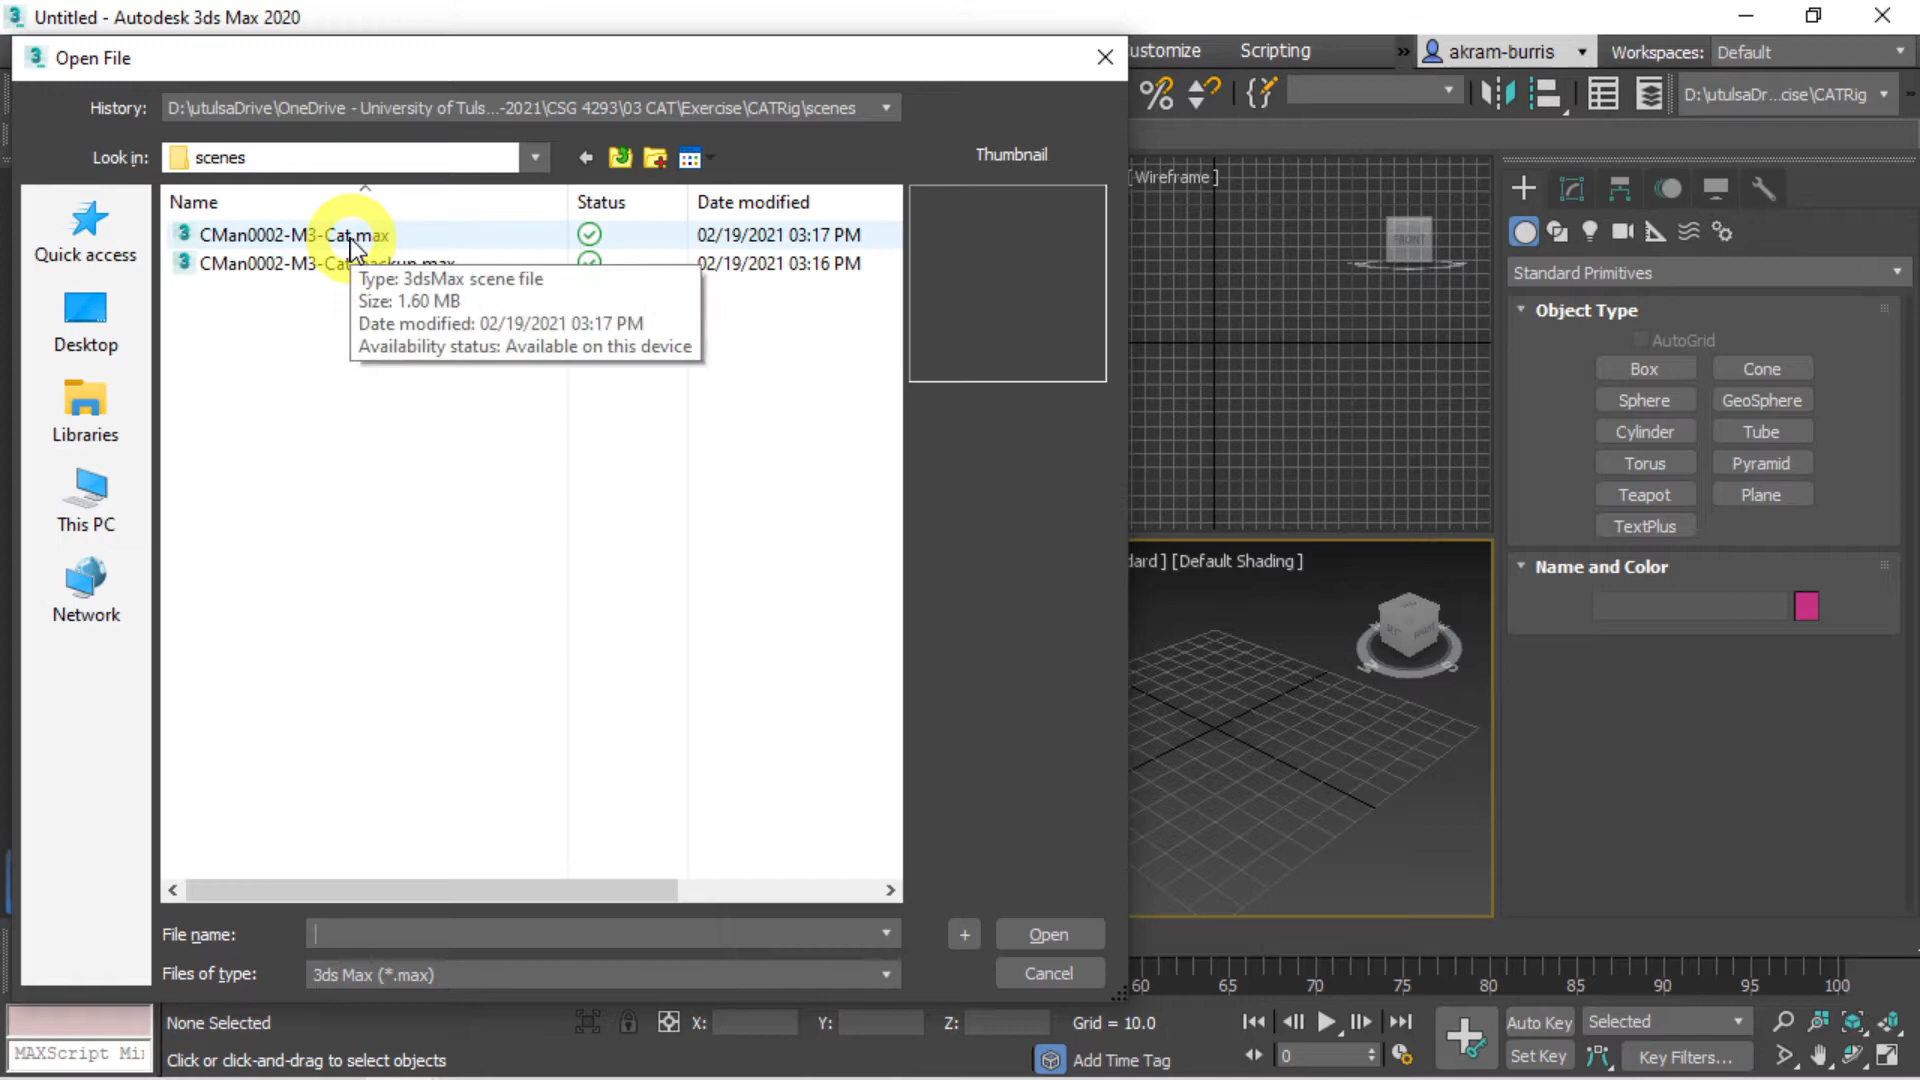 Untitled - Autodesk 3ds Max 2020
Open File
ustomize
Scripting
akram-burris
Workspaces:
Default
History:
D:\utulsaDrive\OneDrive - University of Tuls...-2021\CSG 4293\03 CAT\Exercise\CATRig\scenes
D:\utulsaDr...cise\CATRig
Look in:
scenes
Thumbnail
[Wireframe]
Name
Status
Date modified
CMan0002-M3-Cat.max
02/19/2021 03:17 PM
CMan0002-M3-Cat
02/19/2021 03:16 PM
Type: 3dsMax scene file
Size: 1.60 MB
Date modified: 02/19/2021 03:17 PM
Availability status: Available on this device
Quick access
Desktop
Libraries
This PC
Network
FRONT
Standard Primitives
Object Type
AutoGrid
Box
Cone
Sphere
GeoSphere
Cylinder
Tube
Torus
Pyramid
Teapot
Plane
TextPlus
dard ] [Default Shading ]
Name and Color
File name:
+
Open
Files of type:
3ds Max (*.max)
Cancel
60 65 70 75 80 85 90 95 100
None Selected
X:
Y:
Z:
Grid = 10.0
Auto Key
Selected
MAXScript Mi
Click or click-and-drag to select objects
Add Time Tag
0
Set Key
Key Filters...